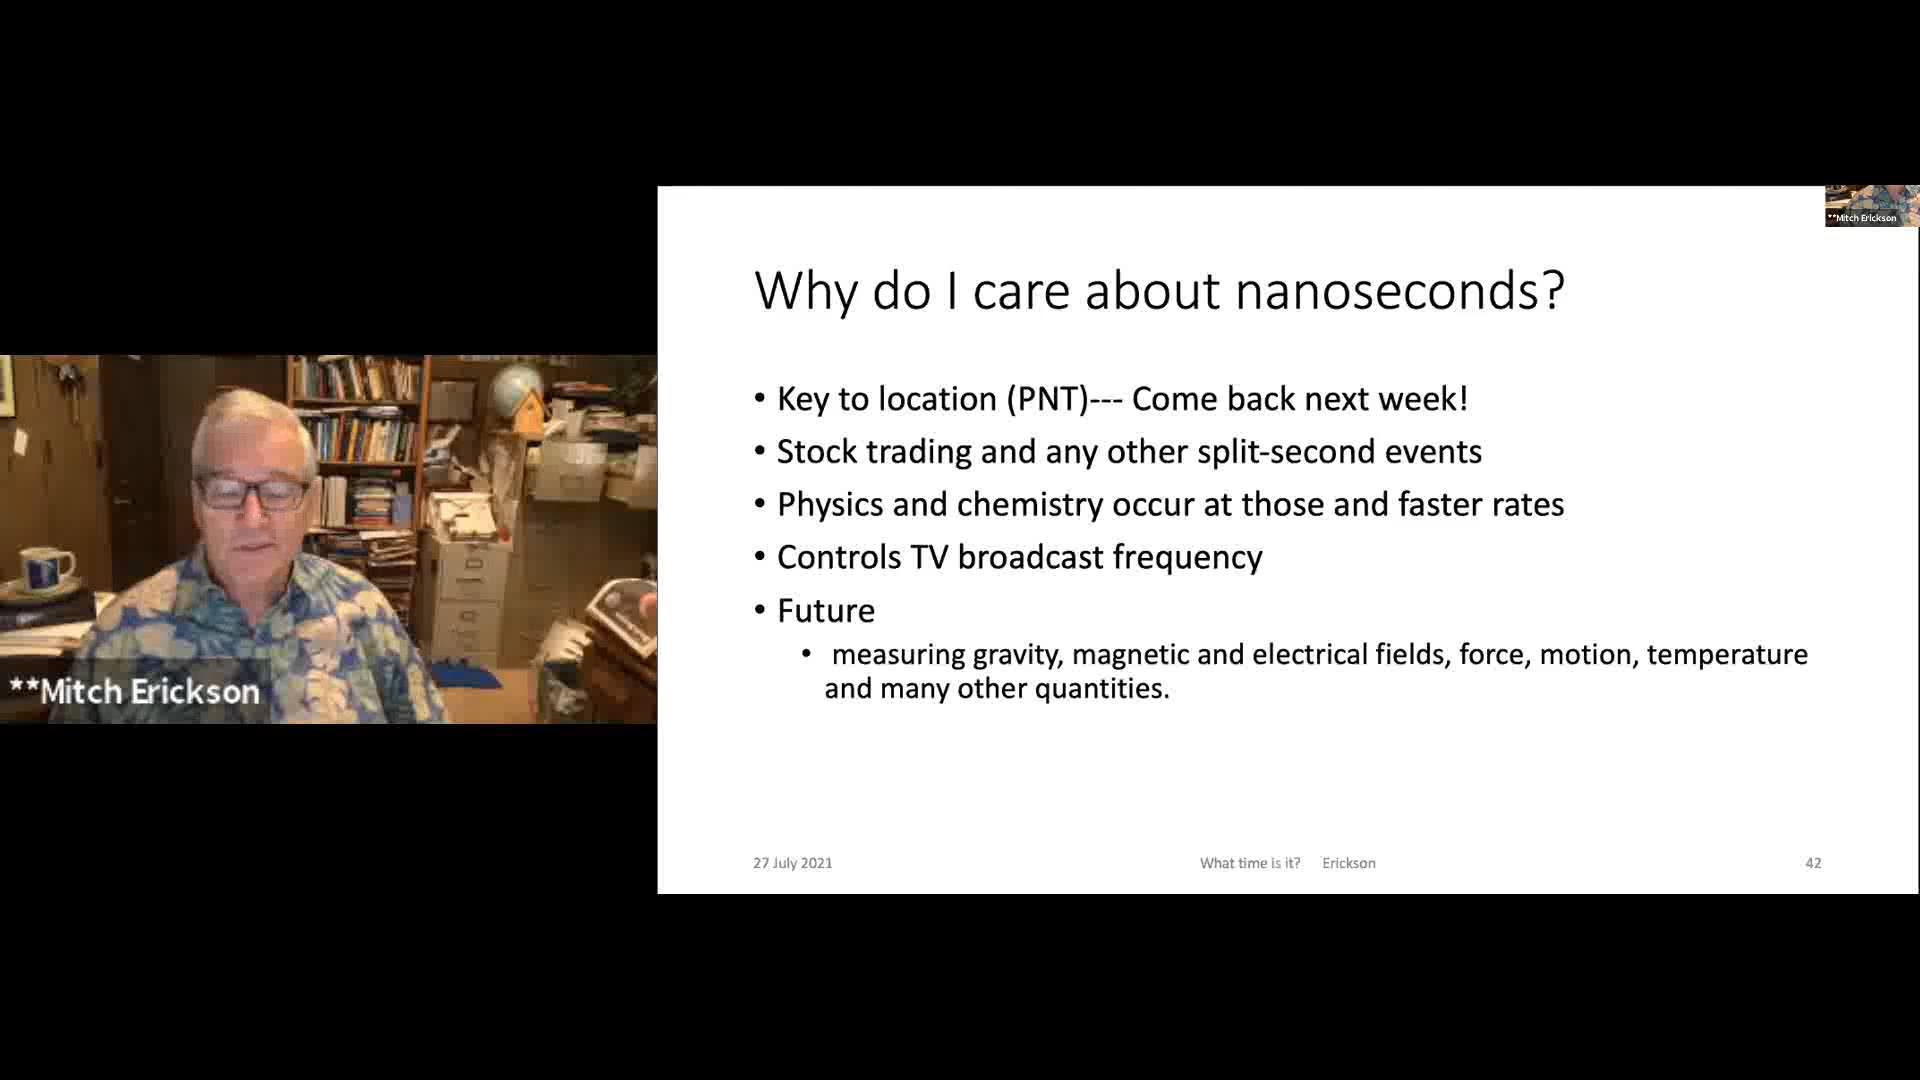 **Mitch Erickson
Why do I care about nanoseconds?
• Key to location (PNT)--- Come back next week!
• Stock trading and any other split-second events
• Physics and chemistry occur at those and faster rates
• Controls TV broadcast frequency
• Future
• measuring gravity, magnetic and electrical fields, force, motion, temperature
and many other quantities.
27 July 2021
What time is it? Erickson
42
**Mitch Erickson